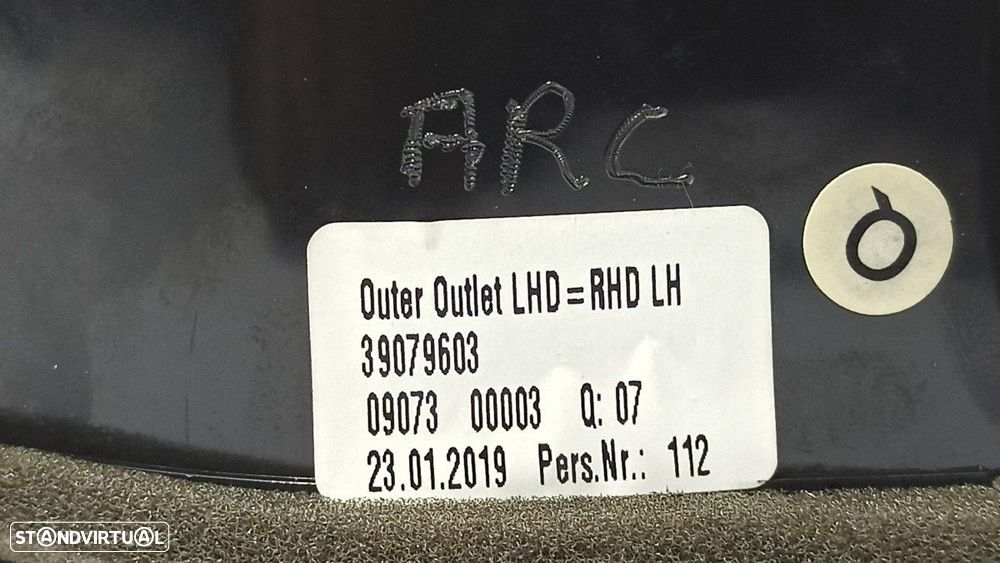 ARC
Outer Outlet LHD=RHD LH
39079603
09073 00003 Q: 07
23.01.2019 Pers.Nr.: 112
STANDVIRTUAL